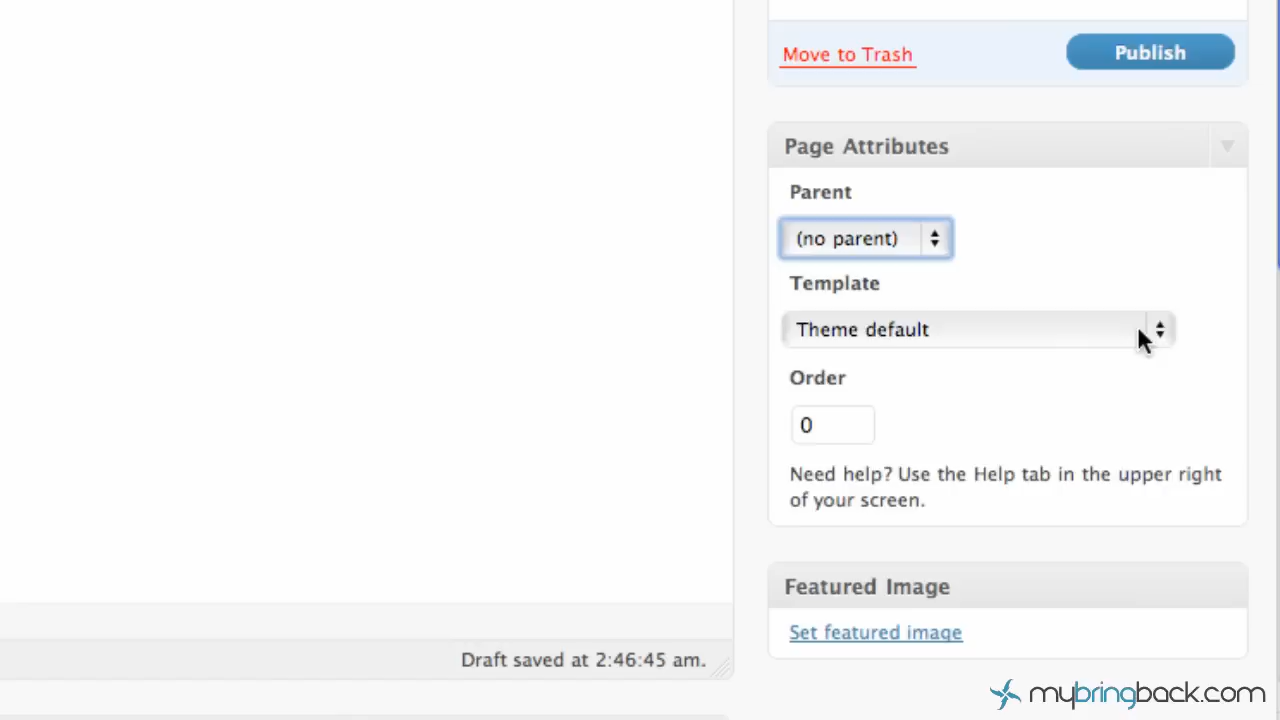 Move to Trash
Publish
Page Attributes
Parent
(no parent)
Template
Theme default
Order
0
Need help? Use the Help tab in the upper right
of your screen.
Featured Image
Set featured image
Draft saved at 2:46:45 am.
mybringback.com